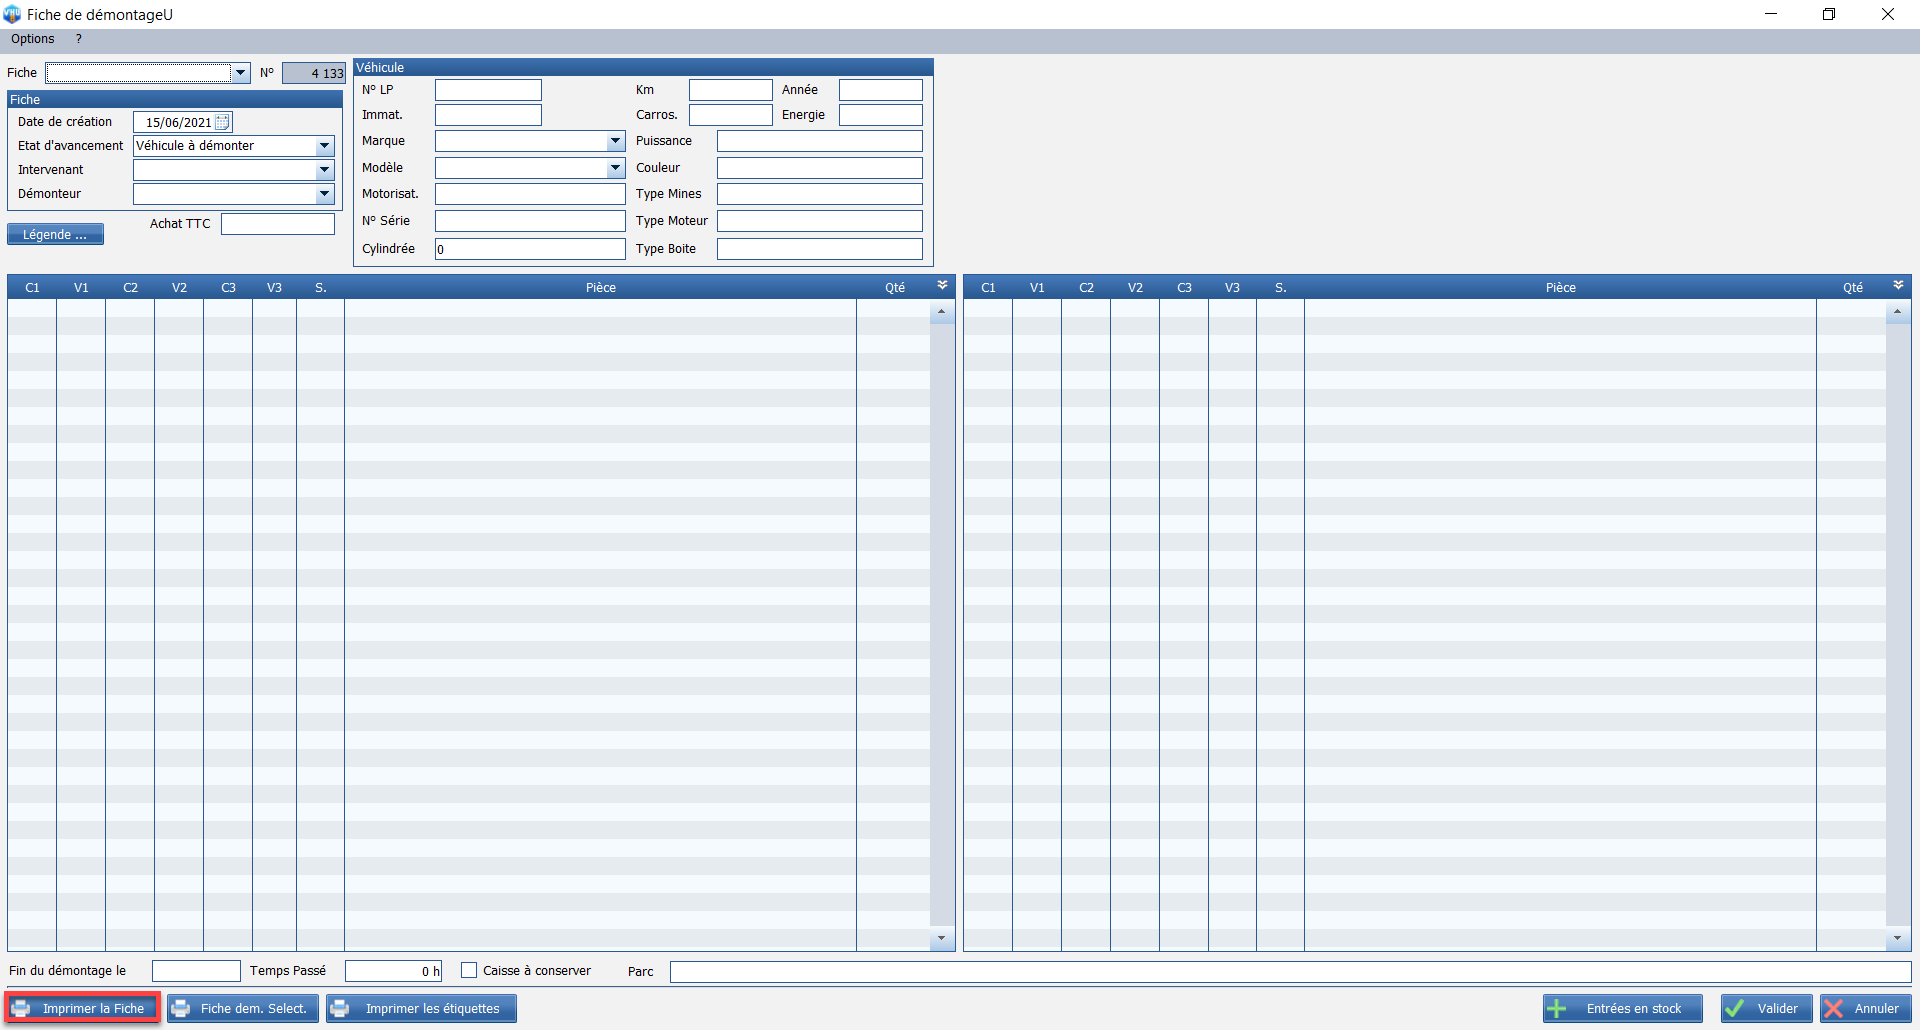 VHU Fiche de démontageU
Options ?
Fiche N° 4 133
Fiche
Date de création 15/06/2021
Etat d'avancement Véhicule à démonter
Intervenant
Démonteur
Légende ... Achat TTC
Véhicule
N° LP Km Année
Immat. Carros. Energie
Marque Puissance
Modèle Couleur
Motorisat. Type Mines
N° Série Type Moteur
Cylindrée 0 Type Boite
C1 V1 C2 V2 C3 V3 S. Pièce Qté
C1 V1 C2 V2 C3 V3 S. Pièce Qté
Fin du démontage le Temps Passé 0 h Caisse à conserver Parc
Imprimer la Fiche Fiche dem. Select. Imprimer les étiquettes Entrées en stock Valider Annuler